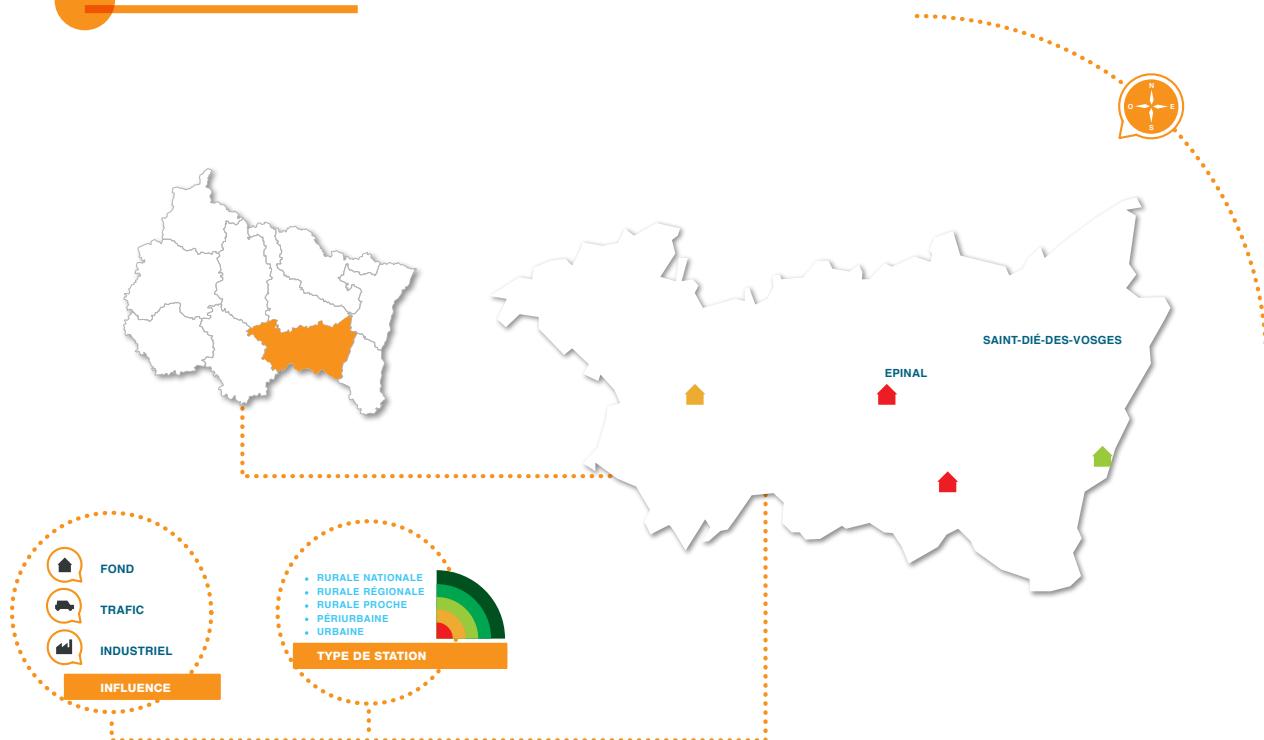 N
O E
S
SAINT-DIÉ-DES-VOSGES
EPINAL
FOND
TRAFIC
INDUSTRIEL
INFLUENCE
• RURALE NATIONALE
• RURALE RÉGIONALE
• RURALE PROCHE
• PÉRIURBAINE
• URBAINE
TYPE DE STATION